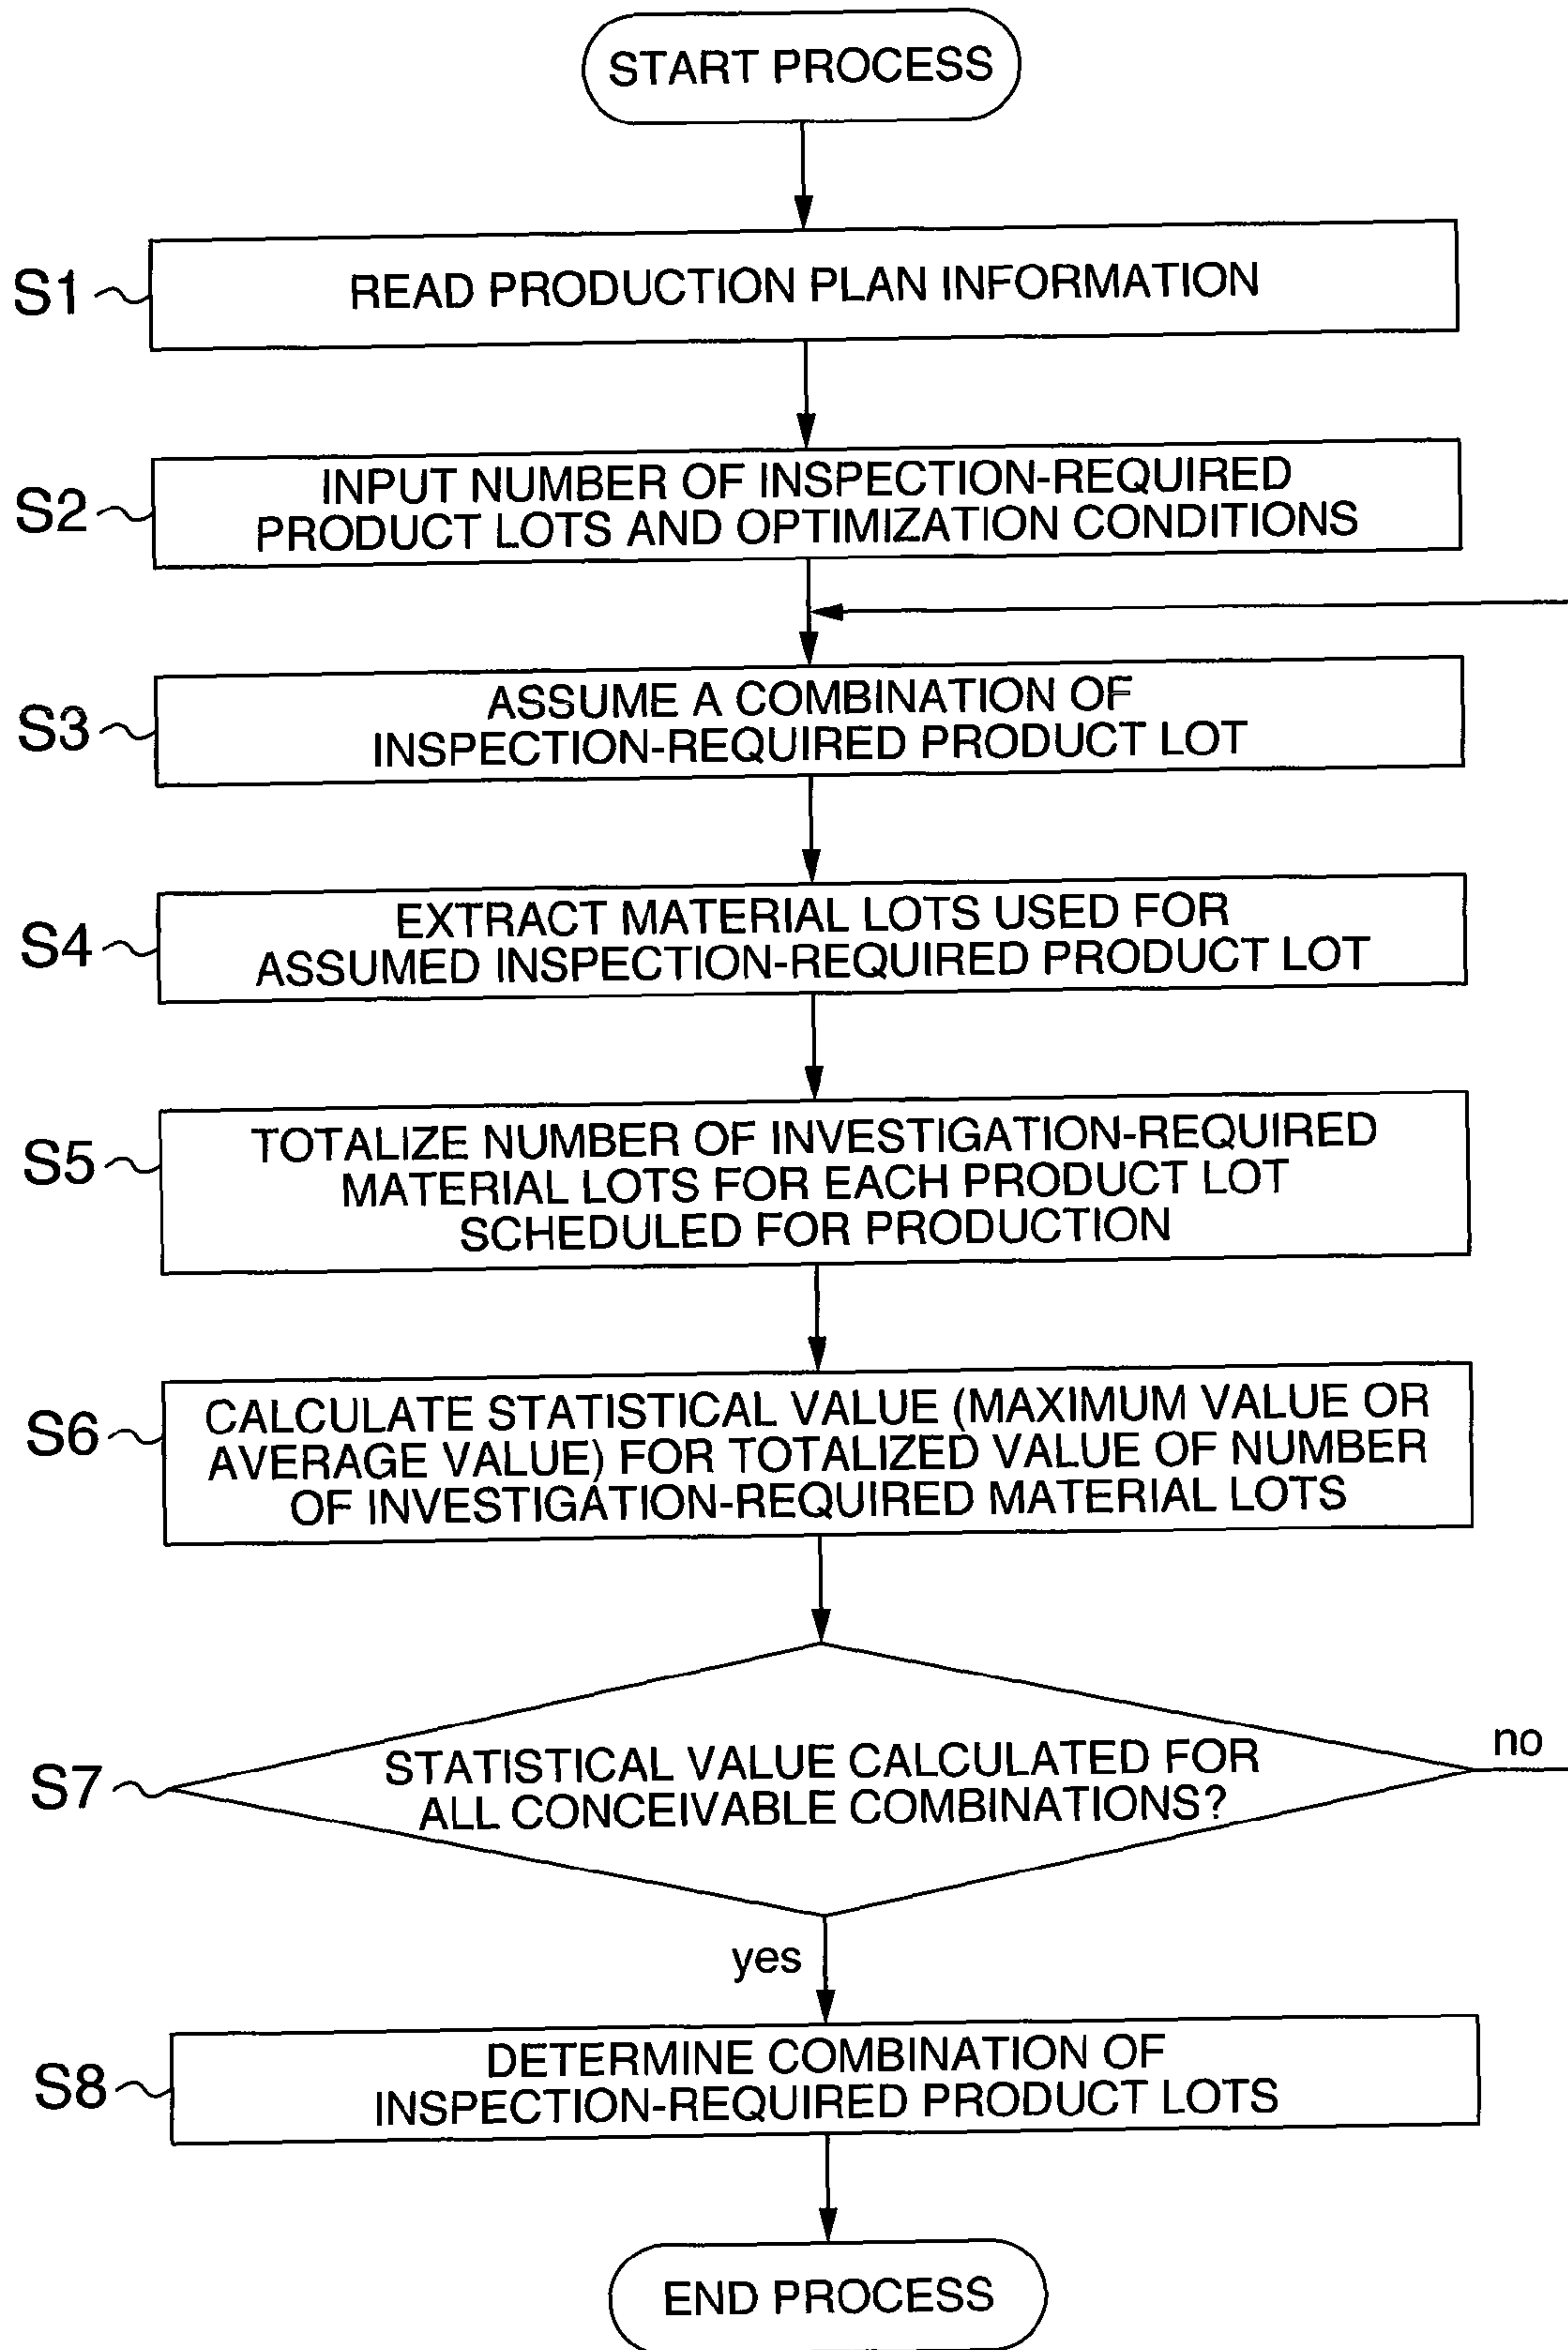 START PROCESS
S1
READ PRODUCTION PLAN INFORMATION
S2
INPUT NUMBER OF INSPECTION-REQUIRED
PRODUCT LOTS AND OPTIMIZATION CONDITIONS
S3
ASSUME A COMBINATION OF
INSPECTION-REQUIRED PRODUCT LOT
S4
EXTRACT MATERIAL LOTS USED FOR
ASSUMED INSPECTION-REQUIRED PRODUCT LOT
S5
TOTALIZE NUMBER OF INVESTIGATION-REQUIRED
MATERIAL LOTS FOR EACH PRODUCT LOT
SCHEDULED FOR PRODUCTION
S6
CALCULATE STATISTICAL VALUE (MAXIMUM VALUE OR
AVERAGE VALUE) FOR TOTALIZED VALUE OF NUMBER
OF INVESTIGATION-REQUIRED MATERIAL LOTS
S7
STATISTICAL VALUE CALCULATED FOR
ALL CONCEIVABLE COMBINATIONS?
no
yes
S8
DETERMINE COMBINATION OF
INSPECTION-REQUIRED PRODUCT LOTS
END PROCESS